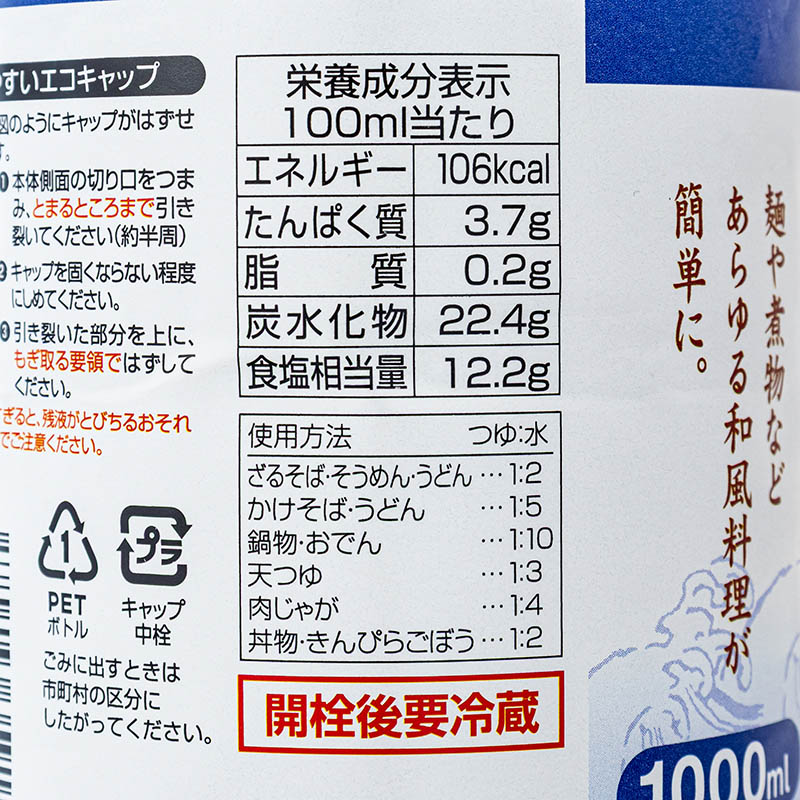 すいエコキャップ
図のようにキャップがはずせ
す。
❶本体側面の切り口をつま
み、とまるところまで引き
裂いてください(約半周)
❷キャップを固くならない程度
にしめてください。
❸引き裂いた部分を上に、
もぎ取る要領ではずして
ください。
すぎると、残液がとびちるおそれ
でご注意ください。
1
PET
ボトル
プラ
キャップ
中栓
ごみに出すときは
市町村の区分に
したがってください。
栄養成分表示
100ml当たり
エネルギー 106kcal
たんぱく質 3.7g
脂質 0.2g
炭水化物 22.4g
食塩相当量 12.2g
使用方法 つゆ:水
ざるそば・そうめん・うどん…1:2
かけそば・うどん…1:5
鍋物・おでん…1:10
天つゆ…1:3
肉じゃが…1:4
丼物・きんぴらごぼう…1:2
開栓後要冷蔵
麺や煮物など
あらゆる和風料理が
簡単に。
1000ml